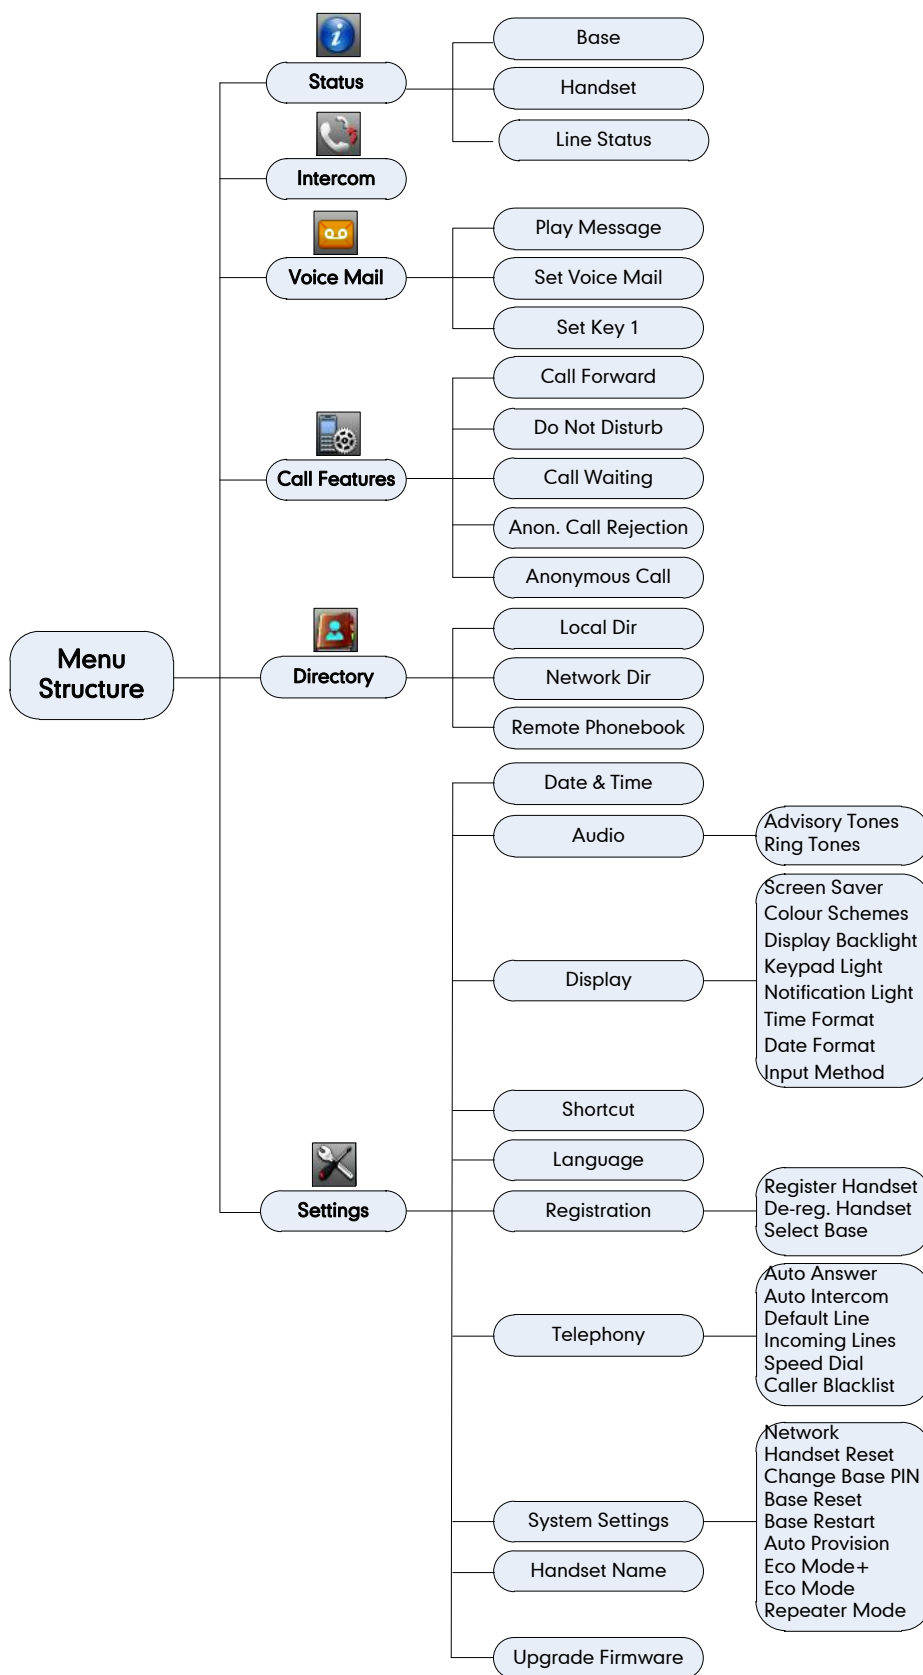 Menu
Structure
Status
Base
Handset
Line Status
Intercom
Voice Mail
Play Message
Set Voice Mail
Set Key 1
Call Features
Call Forward
Do Not Disturb
Call Waiting
Anon. Call Rejection
Anonymous Call
Directory
Local Dir
Network Dir
Remote Phonebook
Settings
Date & Time
Audio
Advisory Tones
Ring Tones
Display
Screen Saver
Colour Schemes
Display Backlight
Keypad Light
Notification Light
Time Format
Date Format
Input Method
Shortcut
Language
Registration
Register Handset
De-reg. Handset
Select Base
Telephony
Auto Answer
Auto Intercom
Default Line
Incoming Lines
Speed Dial
Caller Blacklist
System Settings
Network
Handset Reset
Change Base PIN
Base Reset
Base Restart
Auto Provision
Eco Mode+
Eco Mode
Repeater Mode
Handset Name
Upgrade Firmware